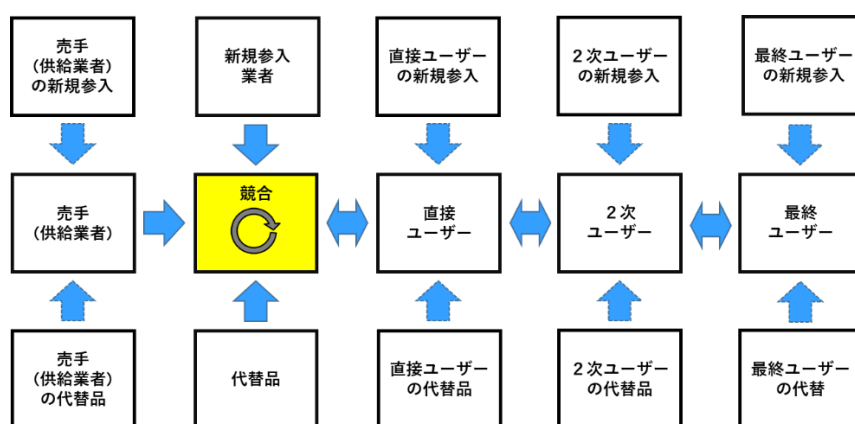 売手
(供給業者)
の新規参入
新規参入
業者
直接ユーザー
の新規参入
2次ユーザー
の新規参入
最終ユーザー
の新規参入
売手
(供給業者)
競合
直接
ユーザー
2次
ユーザー
最終
ユーザー
売手
(供給業者)
の代替品
代替品
直接ユーザー
の代替品
2次ユーザー
の代替品
最終ユーザー
の代替